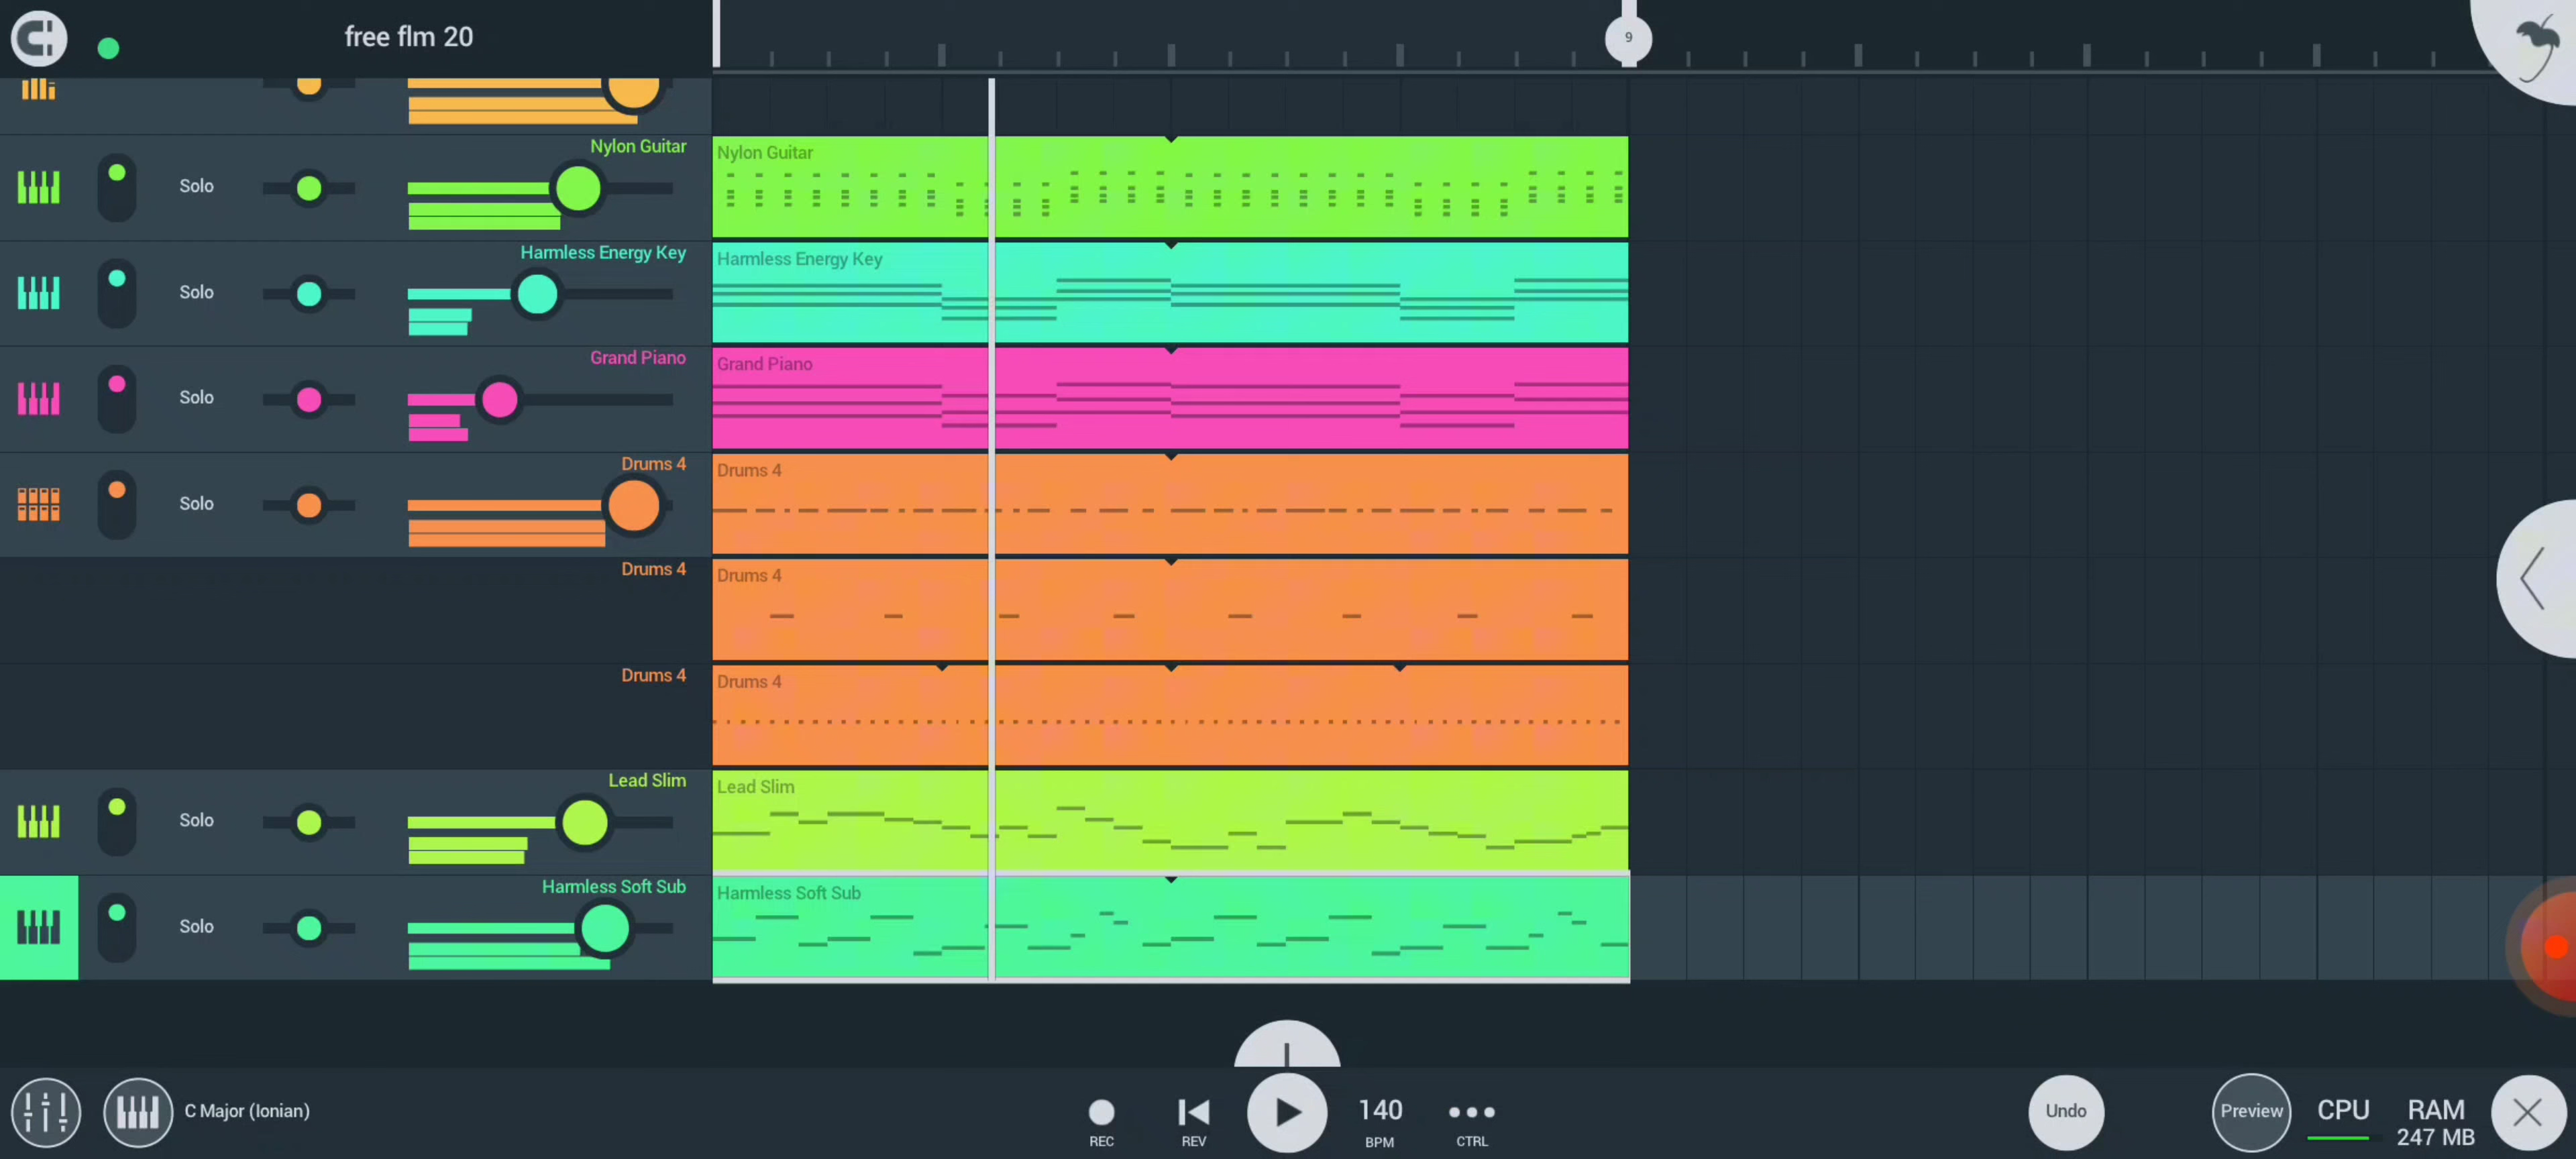 free flm 20
9
Nylon Guitar
Nylon Guitar
Solo
Harmless Energy Key
Harmless Energy Key
Solo
Grand Piano
Grand Piano
Solo
Drums 4
Drums 4
Solo
Drums 4
Drums 4
Drums 4
Drums 4
Lead Slim
Lead Slim
Solo
Harmless Soft Sub
Harmless Soft Sub
Solo
C Major (Ionian)
REC
REV
140
BPM
CTRL
Undo
Preview
CPU
RAM
247 MB